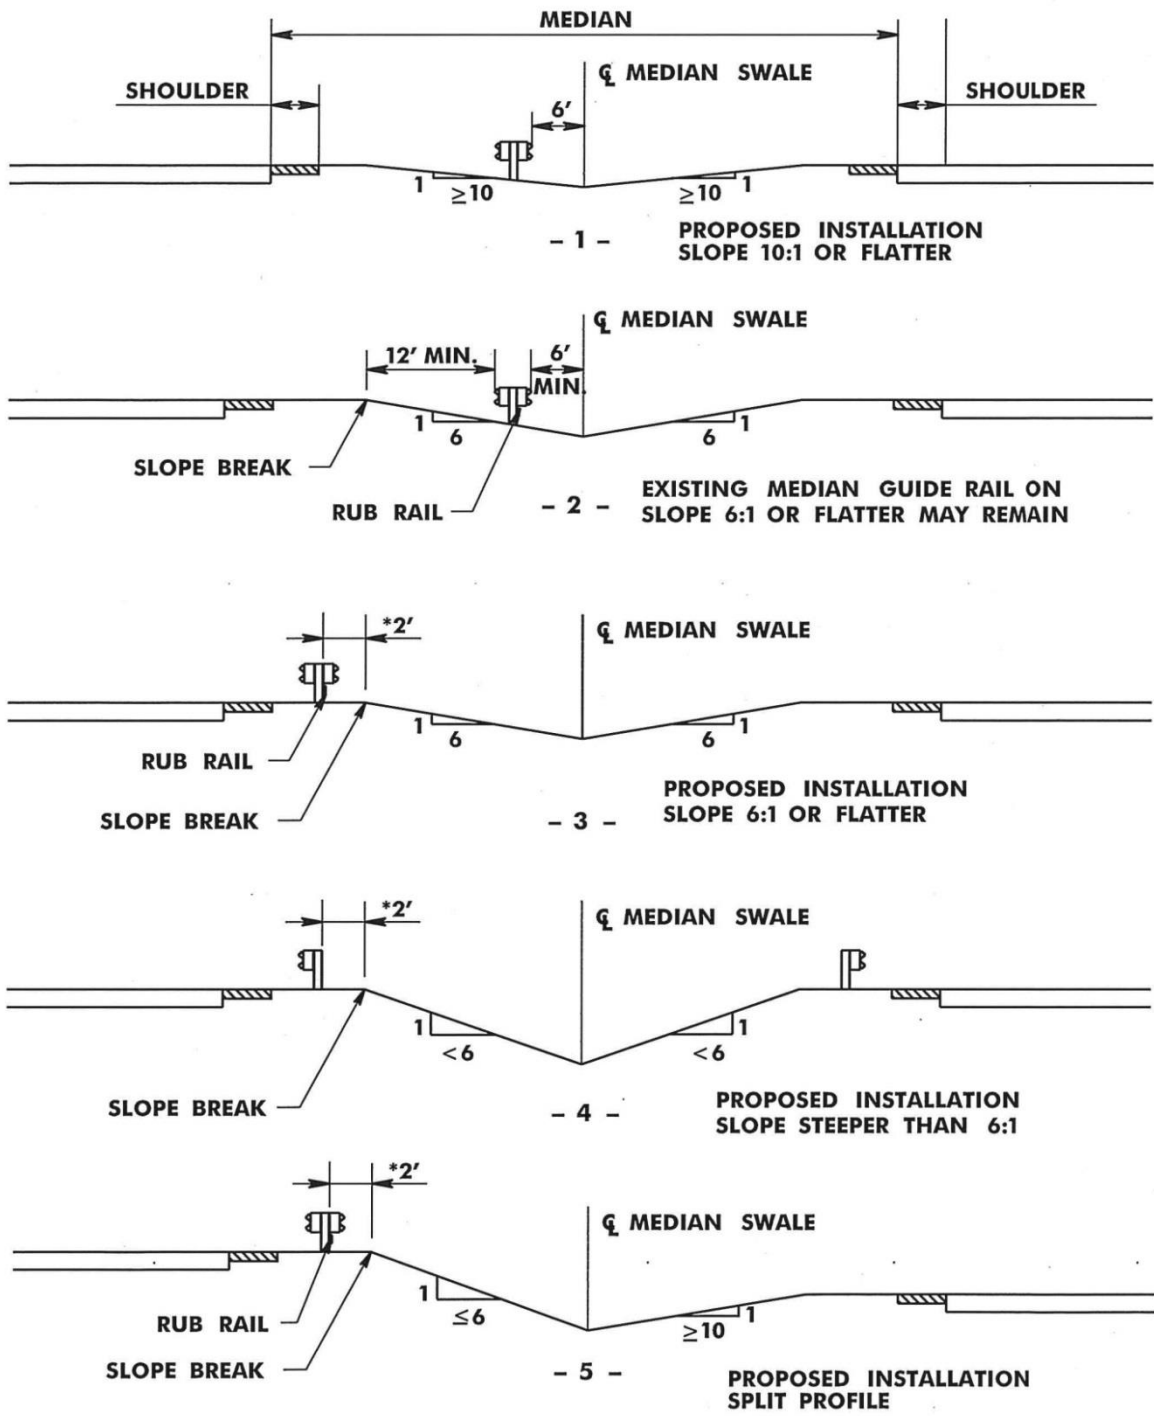 MEDIAN
℄ MEDIAN SWALE
SHOULDER
6'
SHOULDER
1
≥10
≥10
1
- 1 -
PROPOSED INSTALLATION
SLOPE 10:1 OR FLATTER
℄ MEDIAN SWALE
12' MIN.
6'
MIN.
1
6
6
1
SLOPE BREAK
RUB RAIL
- 2 -
EXISTING MEDIAN GUIDE RAIL ON
SLOPE 6:1 OR FLATTER MAY REMAIN
*2'
℄ MEDIAN SWALE
1
6
6
1
RUB RAIL
SLOPE BREAK
- 3 -
PROPOSED INSTALLATION
SLOPE 6:1 OR FLATTER
*2'
℄ MEDIAN SWALE
1
<6
<6
1
SLOPE BREAK
- 4 -
PROPOSED INSTALLATION
SLOPE STEEPER THAN 6:1
*2'
℄ MEDIAN SWALE
1
≤6
≥10
1
RUB RAIL
SLOPE BREAK
- 5 -
PROPOSED INSTALLATION
SPLIT PROFILE